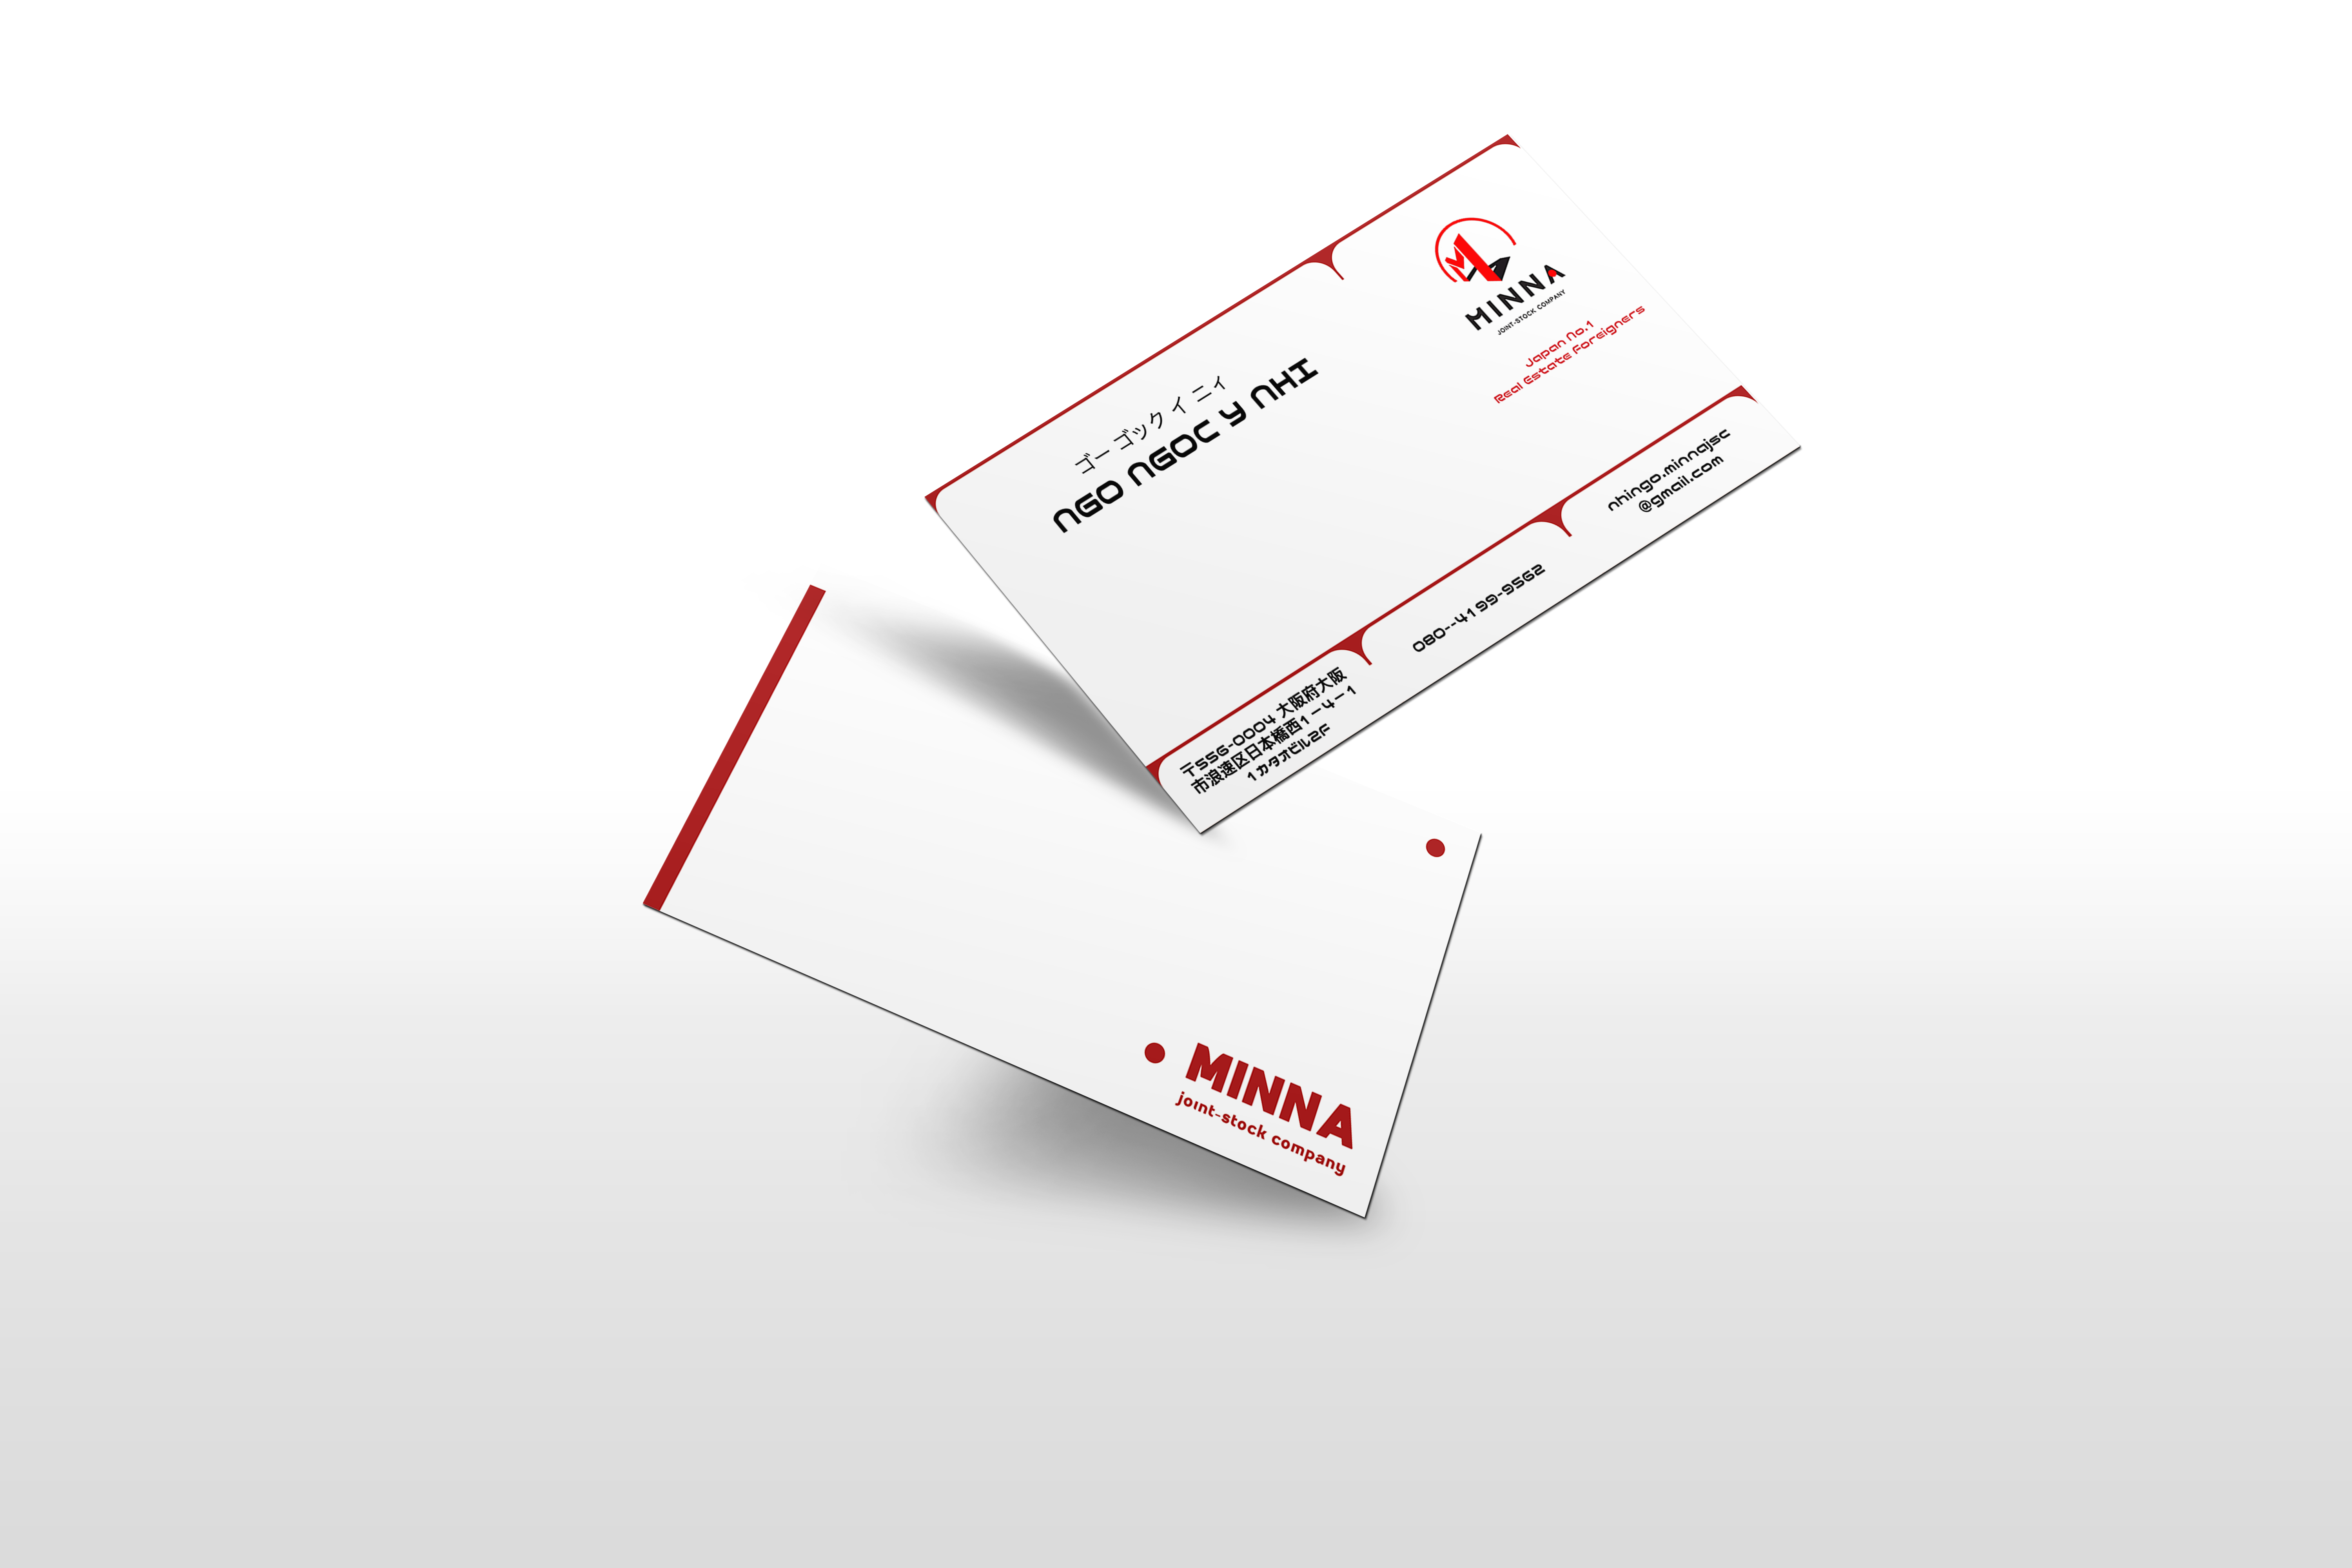 MINNA
JOINT-STOCK COMPANY
Japan No.1
Real Estate Foreigners
ゴー ゴック イ ニィ
NGO NGOC Y NHI
〒556-0004 大阪府大阪
市浪速区日本橋西1ー4ー1
1カタオビル2F
080--4199-9562
nhingo.minnajsc
@gmail.com
MINNA
joint-stock company